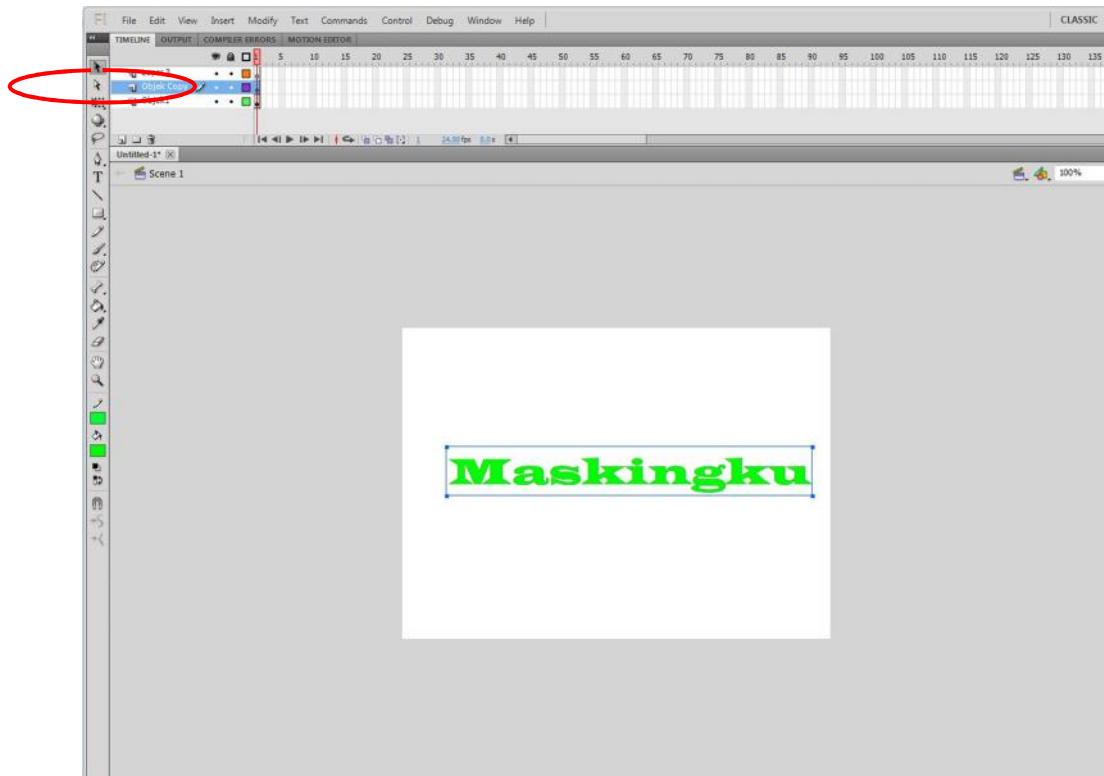 Fl File Edit View Insert Modify Text Commands Control Debug Window Help CLASSIC
TIMELINE OUTPUT COMPILER ERRORS MOTION EDITOR
5 10 15 20 25 30 35 40 45 50 55 60 65 70 75 80 85 90 95 100 105 110 115 120 125 130 135
Objek Copy
1 24.00 fps 0.0 s
Untitled-1*
Scene 1 100%
T
Maskingku